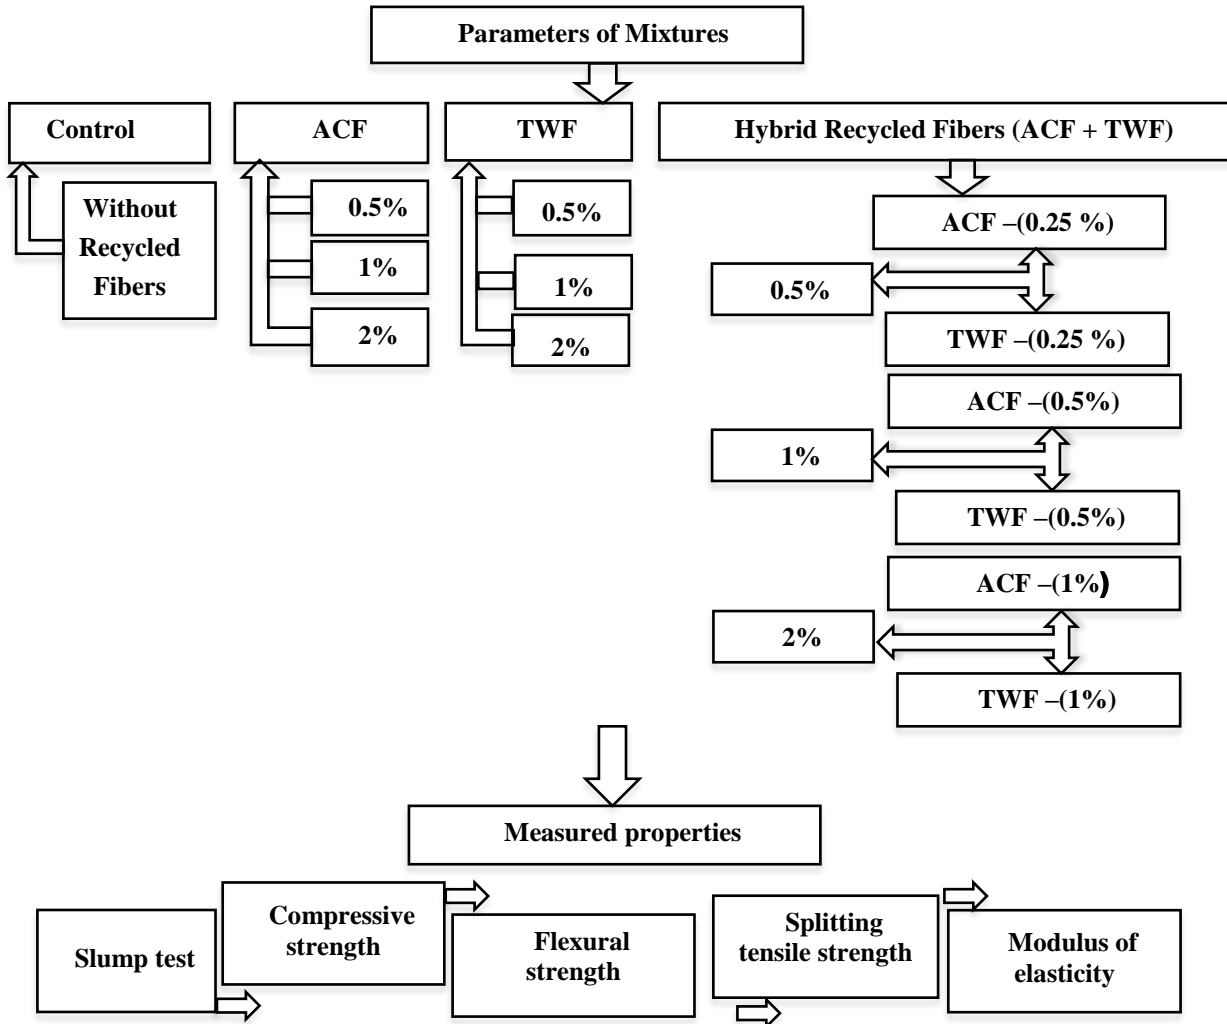 Parameters of Mixtures
Control
ACF
TWF
Hybrid Recycled Fibers (ACF + TWF)
Without
Recycled
Fibers
0.5%
1%
2%
0.5%
1%
2%
ACF –(0.25 %)
0.5%
TWF –(0.25 %)
ACF –(0.5%)
1%
TWF –(0.5%)
ACF –(1%)
2%
TWF –(1%)
Measured properties
Slump test
Compressive
strength
Flexural
strength
Splitting
tensile strength
Modulus of
elasticity